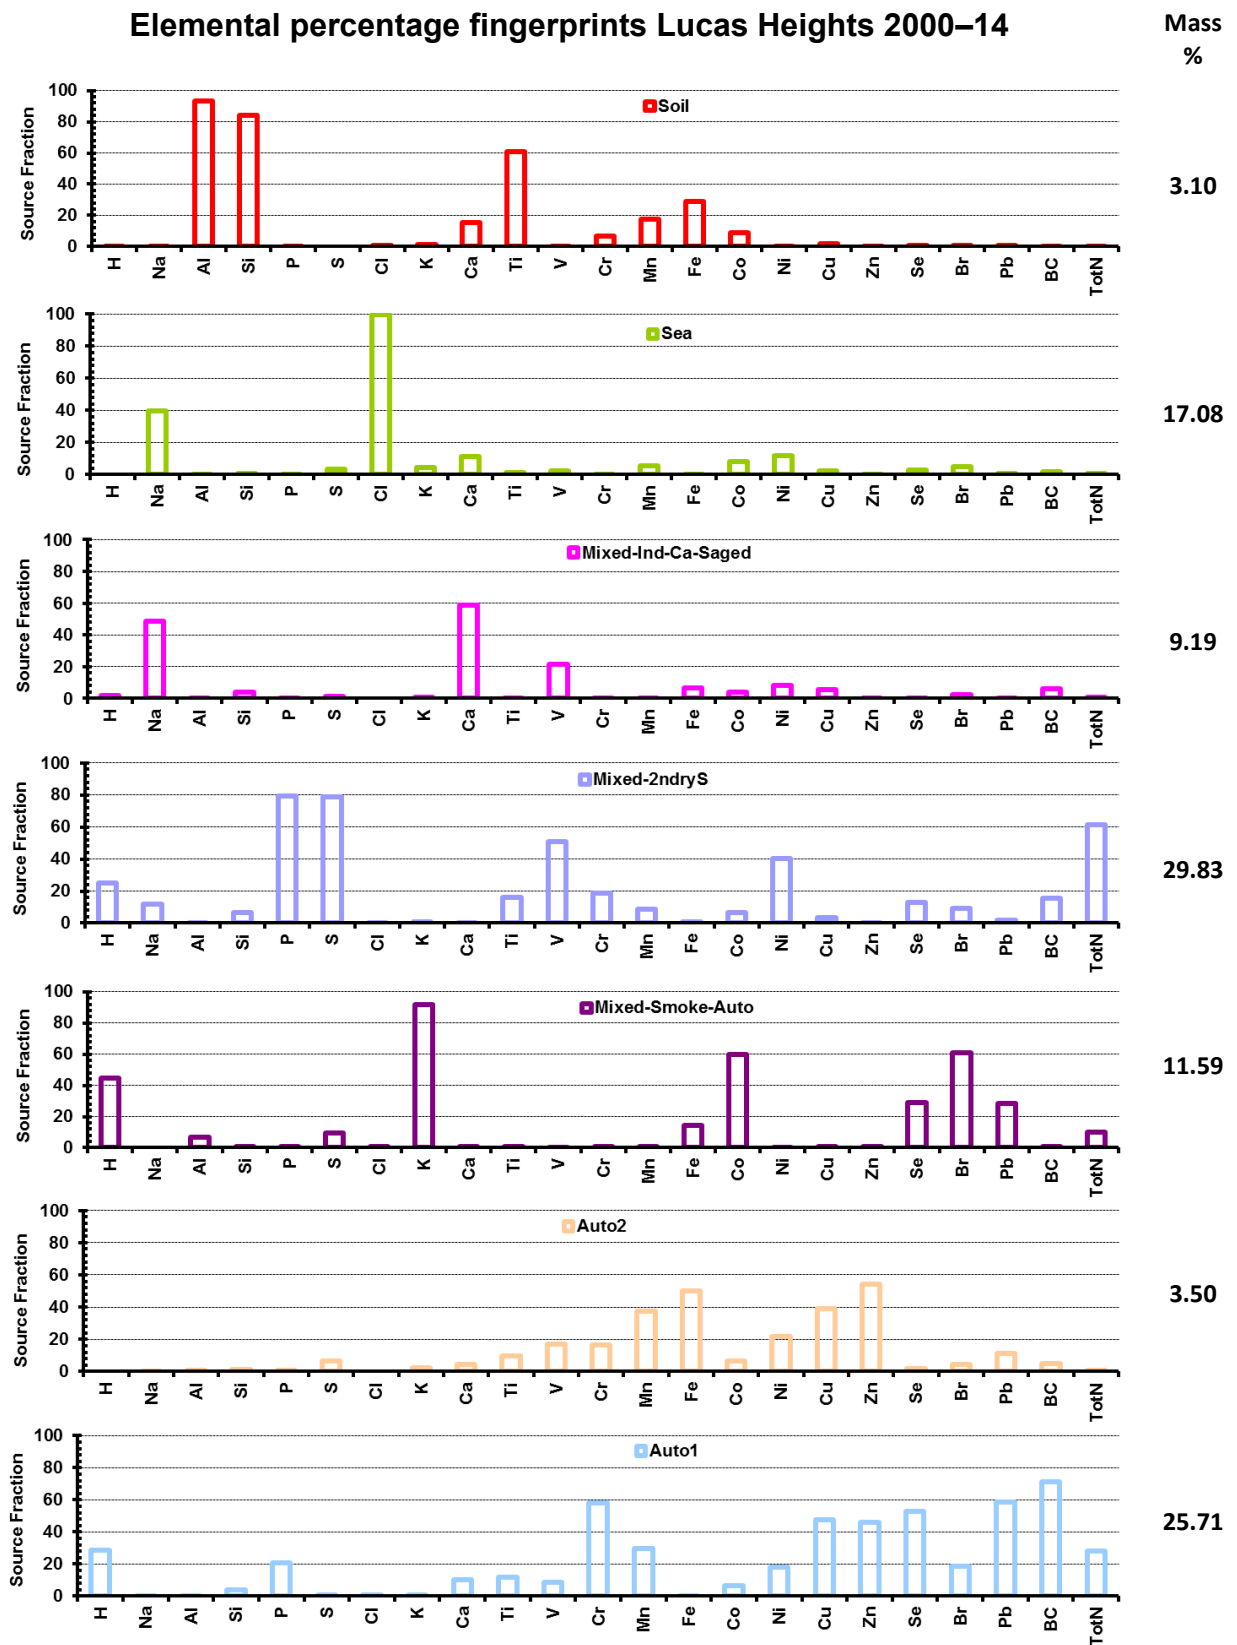 Elemental percentage fingerprints Lucas Heights 2000–14
Mass
%
Source Fraction
100
80
60
40
20
0
Soil
3.10
H Na Al Si P S Cl K Ca Ti V Cr Mn Fe Co Ni Cu Zn Se Br Pb BC TotN
Source Fraction
100
80
60
40
20
0
Sea
17.08
H Na Al Si P S Cl K Ca Ti V Cr Mn Fe Co Ni Cu Zn Se Br Pb BC TotN
Source Fraction
100
80
60
40
20
0
Mixed-Ind-Ca-Saged
9.19
H Na Al Si P S Cl K Ca Ti V Cr Mn Fe Co Ni Cu Zn Se Br Pb BC TotN
Source Fraction
100
80
60
40
20
0
Mixed-2ndryS
29.83
H Na Al Si P S Cl K Ca Ti V Cr Mn Fe Co Ni Cu Zn Se Br Pb BC TotN
Source Fraction
100
80
60
40
20
0
Mixed-Smoke-Auto
11.59
H Na Al Si P S Cl K Ca Ti V Cr Mn Fe Co Ni Cu Zn Se Br Pb BC TotN
Source Fraction
100
80
60
40
20
0
Auto2
3.50
H Na Al Si P S Cl K Ca Ti V Cr Mn Fe Co Ni Cu Zn Se Br Pb BC TotN
Source Fraction
100
80
60
40
20
0
Auto1
25.71
H Na Al Si P S Cl K Ca Ti V Cr Mn Fe Co Ni Cu Zn Se Br Pb BC TotN